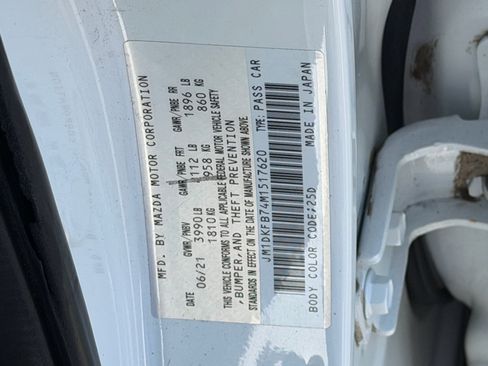 MFD. BY MAZDA MOTOR CORPORATION
DATE GVWR/PNBV GAWR/PNBE FRT GAWR/PNBE RR
06/21 3990 LB 2112 LB 1896 LB
1810 KG 958 KG 860 KG
THIS VEHICLE CONFORMS TO ALL APPLICABLE FEDERAL MOTOR VEHICLE SAFETY
, BUMPER, AND THEFT PREVENTION
STANDARDS IN EFFECT ON THE DATE OF MANUFACTURE SHOWN ABOVE.
JM1DKFB74M1517620 TYPE: PASS CAR
BODY COLOR CODE: 25D MADE IN JAPAN